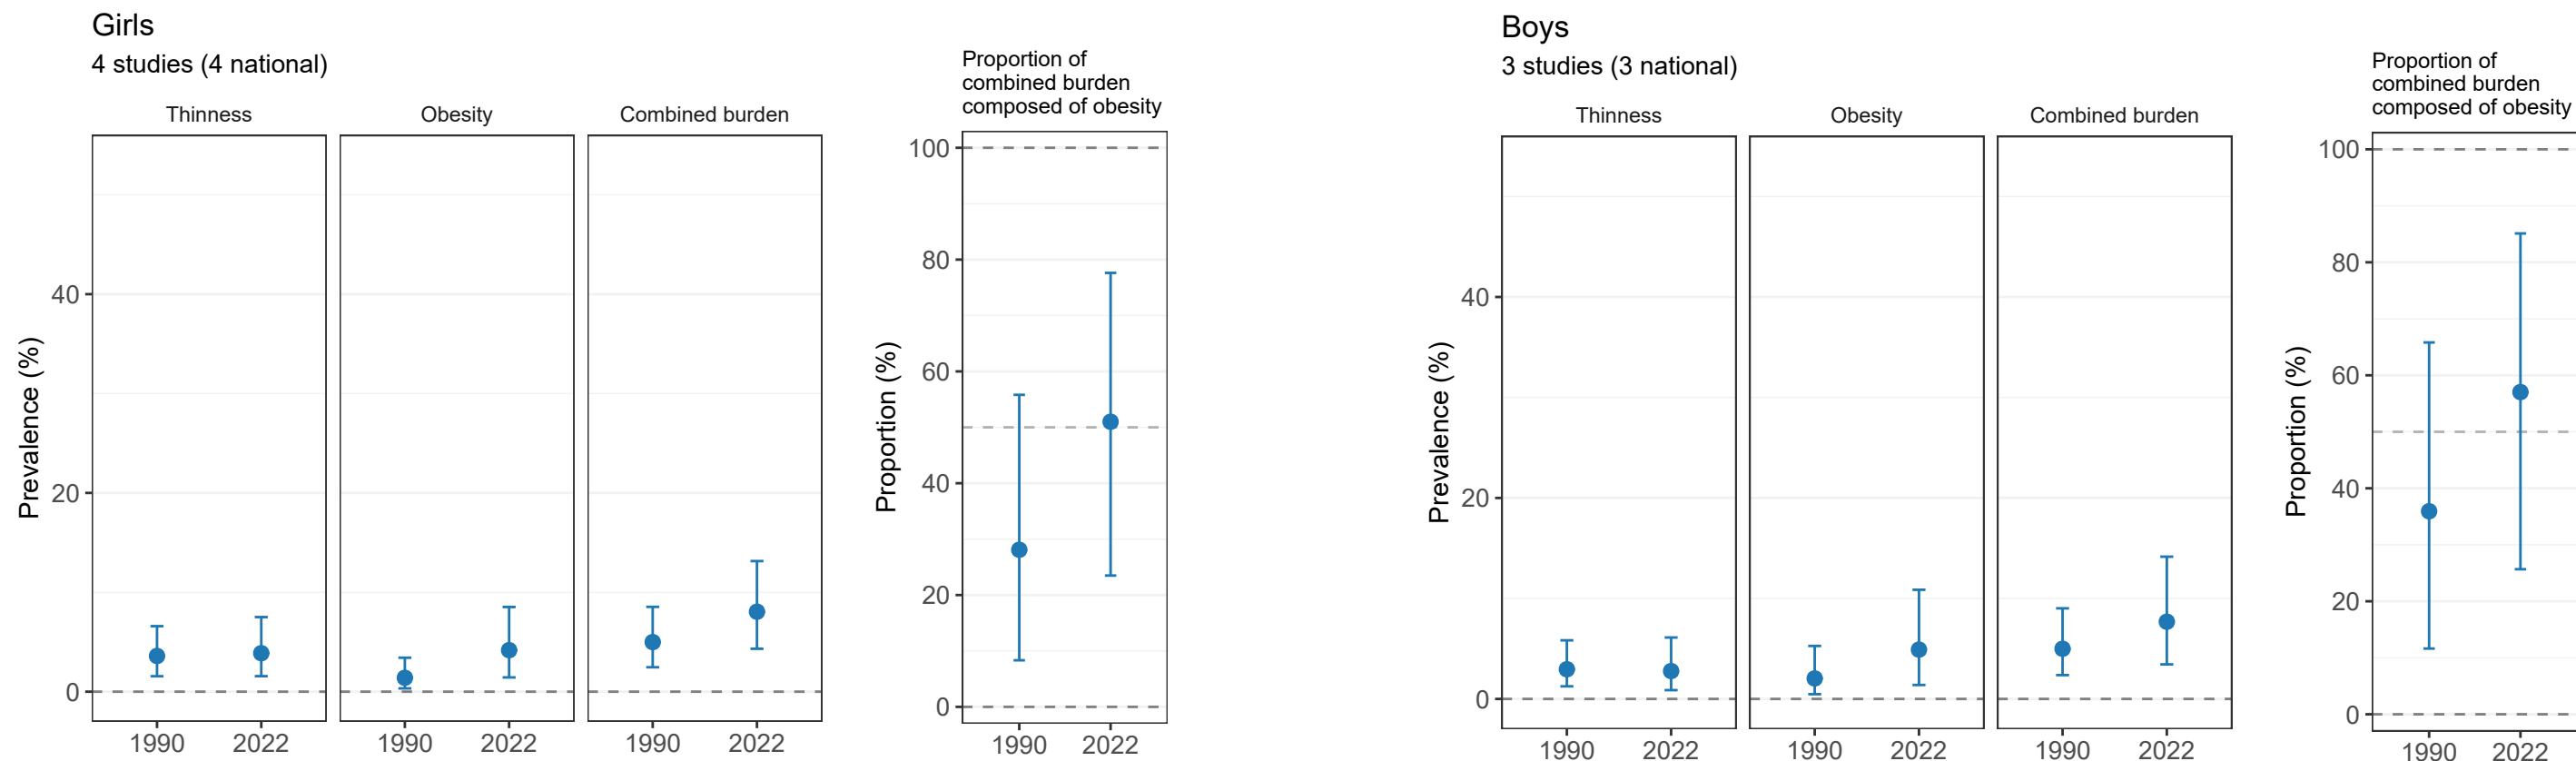 Girls
4 studies (4 national)
Thinness
Obesity
Combined burden
Prevalence (%)
40
20
0
1990
2022
1990
2022
1990
2022
Proportion of
combined burden
composed of obesity
Proportion (%)
100
80
60
40
20
0
1990
2022
Boys
3 studies (3 national)
Thinness
Obesity
Combined burden
Prevalence (%)
40
20
0
1990
2022
1990
2022
1990
2022
Proportion of
combined burden
composed of obesity
Proportion (%)
100
80
60
40
20
0
1990
2022